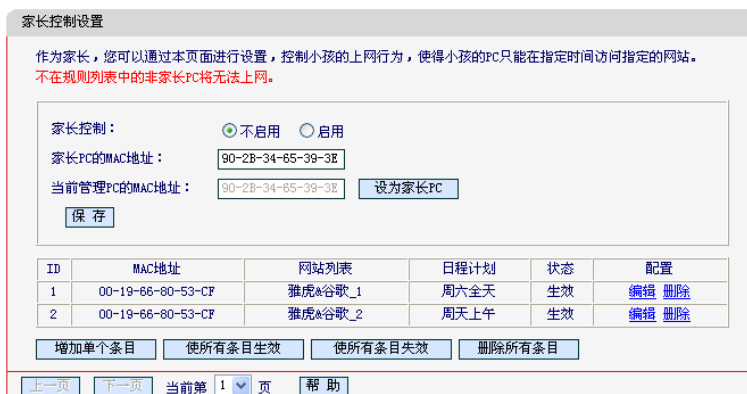 家长控制设置
作为家长，您可以通过本页面进行设置，控制小孩的上网行为，使得小孩的PC只能在指定时间访问指定的网站。
不在规则列表中的非家长PC将无法上网。
家长控制： 不启用 启用
家长PC的MAC地址： 90-2B-34-65-39-3E
当前管理PC的MAC地址： 90-2B-34-65-39-3E 设为家长PC
保 存
ID MAC地址 网站列表 日程计划 状态 配置
1 00-19-66-80-53-CF 雅虎&谷歌_1 周六全天 生效 编辑 删除
2 00-19-66-80-53-CF 雅虎&谷歌_2 周天上午 生效 编辑 删除
增加单个条目 使所有条目生效 使所有条目失效 删除所有条目
上一页 下一页 当前第 1 页 帮 助